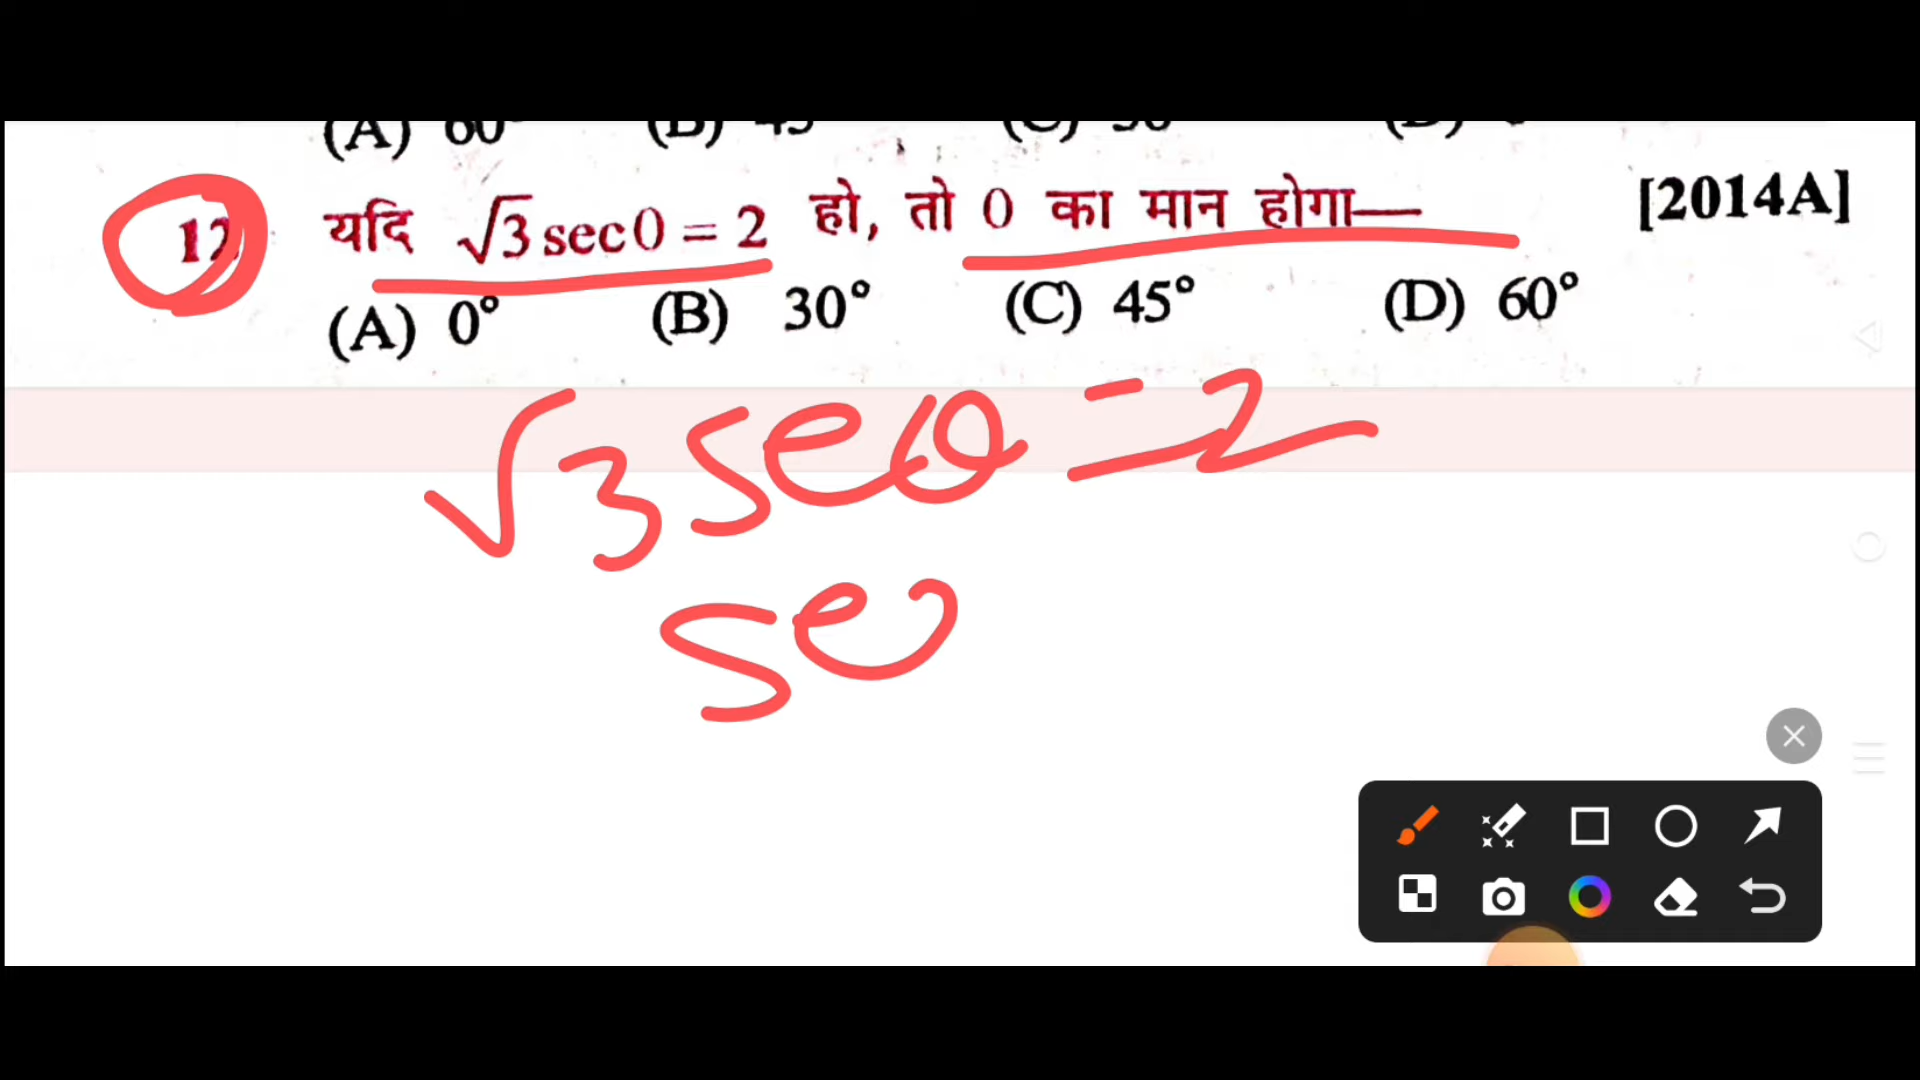 12. यदि √3 sec θ = 2 हो, तो θ का मान होगा— [2014A]
(A) 0° (B) 30° (C) 45° (D) 60°
√3 secθ = 2
sec